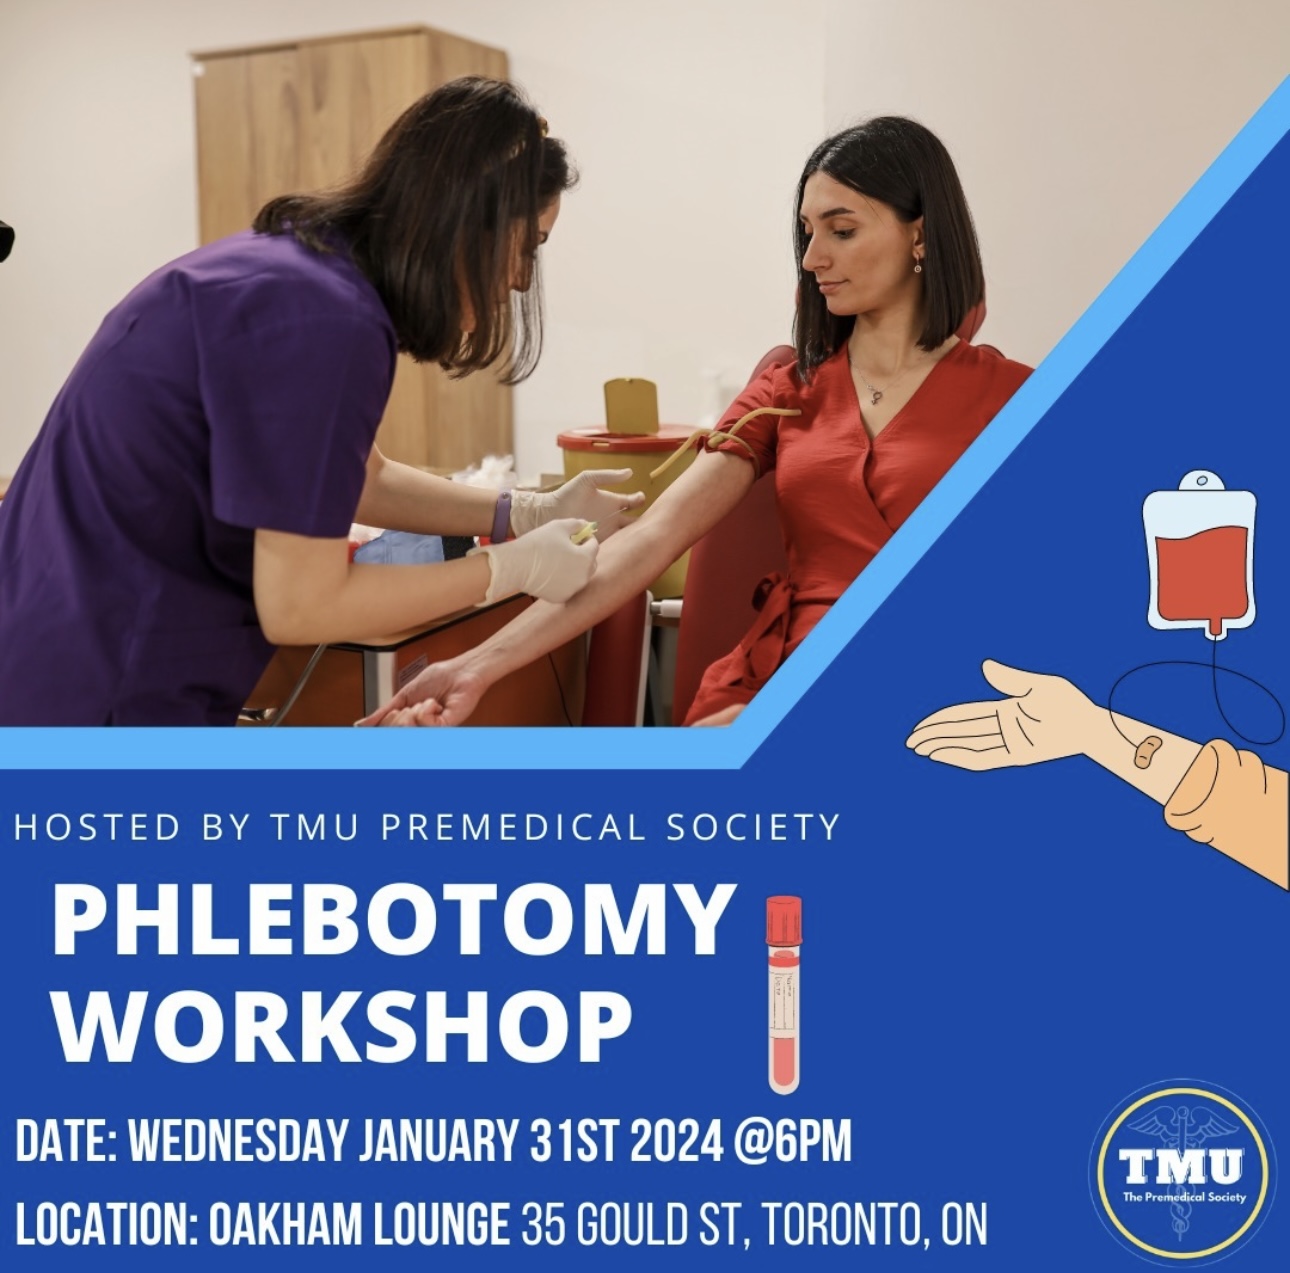 HOSTED BY TMU PREMEDICAL SOCIETY
PHLEBOTOMY
WORKSHOP
DATE: WEDNESDAY JANUARY 31ST 2024 @6PM
LOCATION: OAKHAM LOUNGE 35 GOULD ST, TORONTO, ON
TMU
The Premedical Society